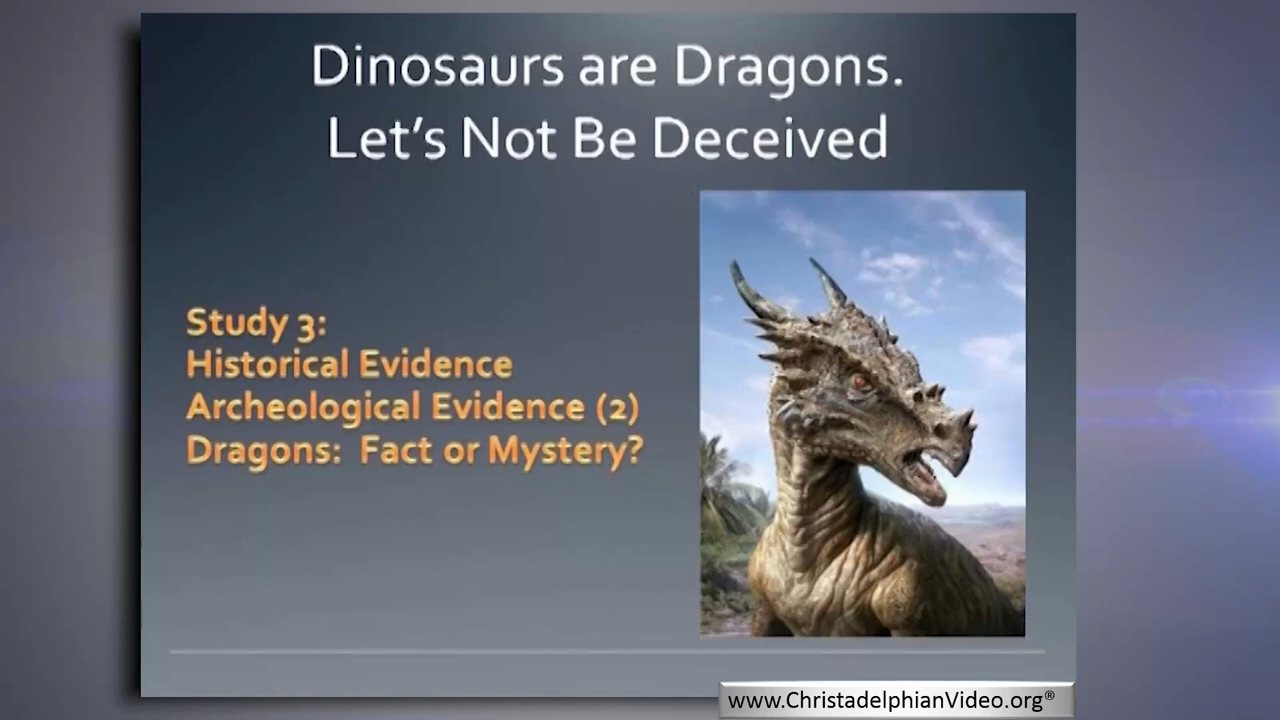 Dinosaurs are Dragons.
Let's Not Be Deceived
Study 3:
Historical Evidence
Archeological Evidence (2)
Dragons: Fact or Mystery?
www.ChristadelphianVideo.org®